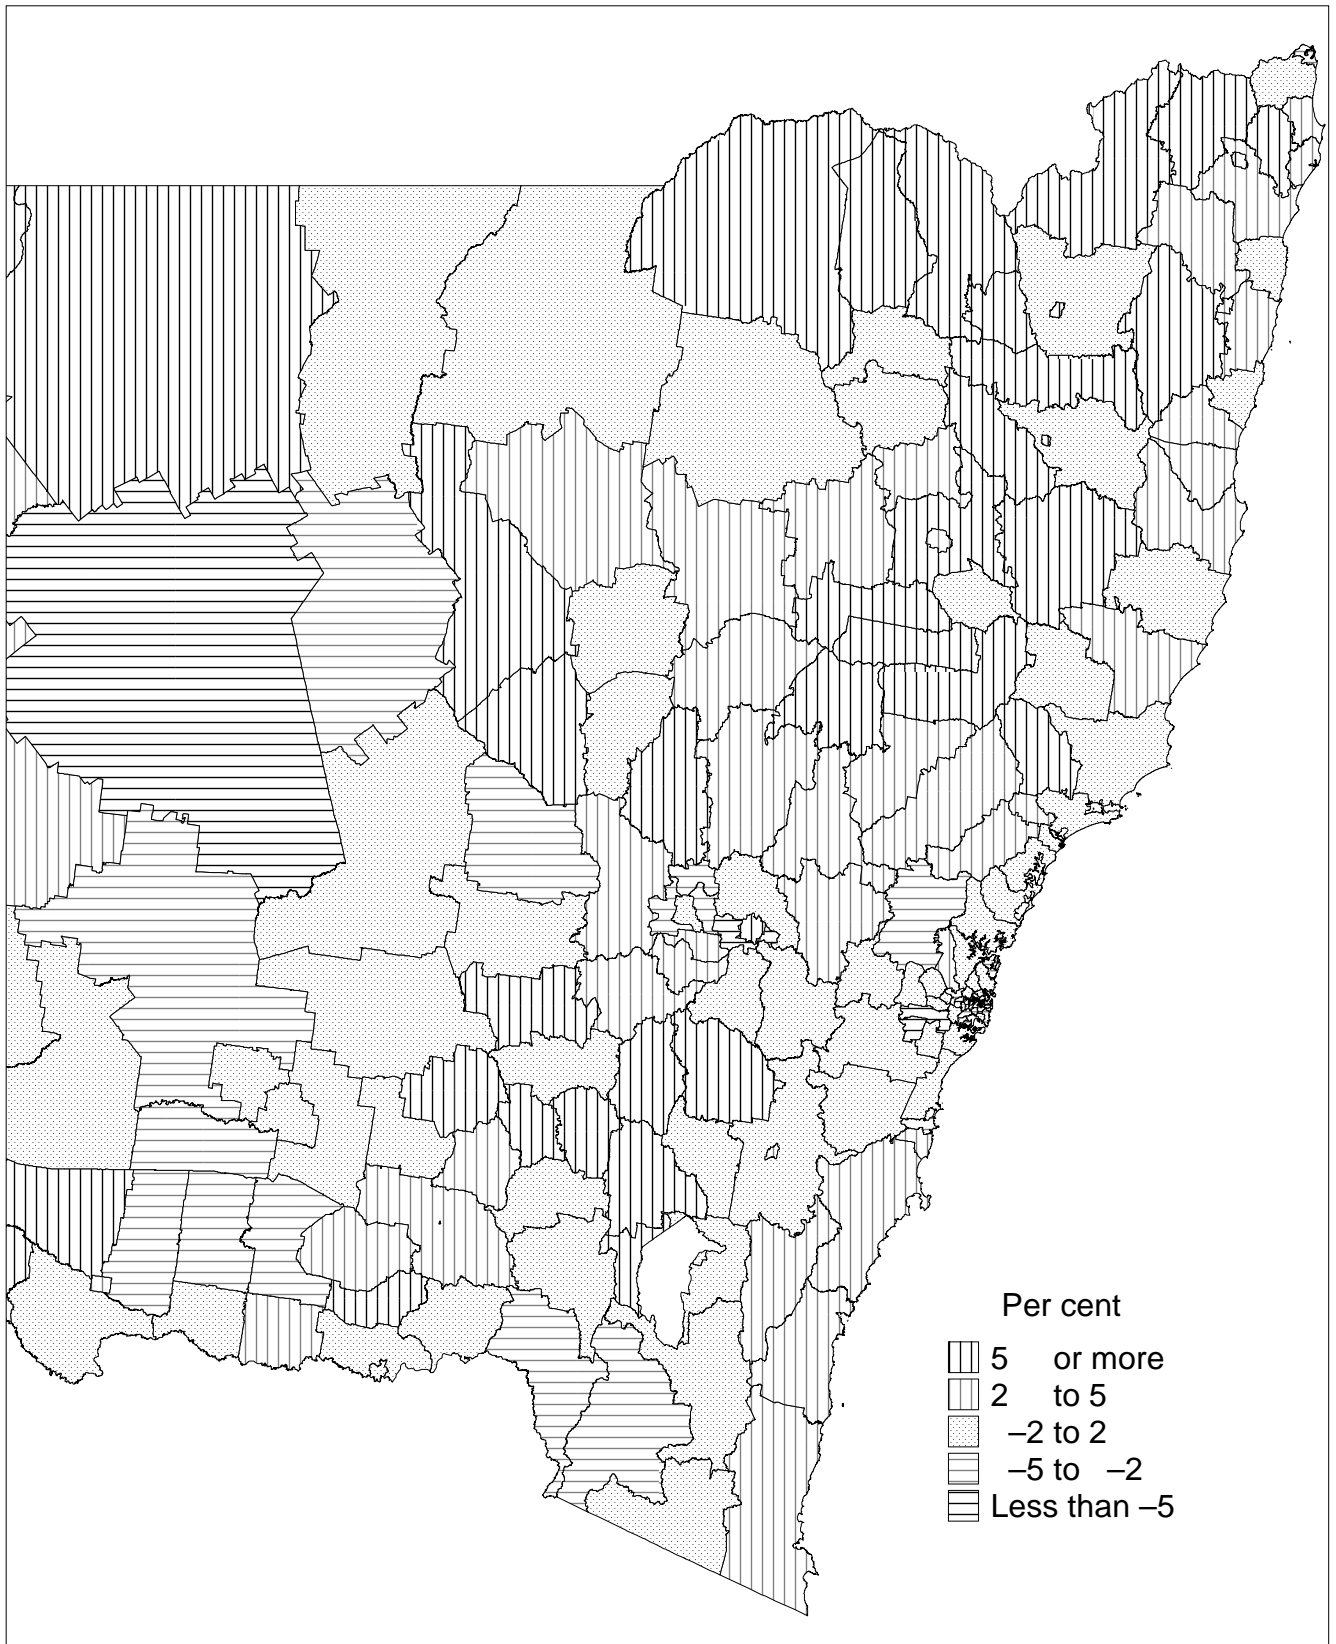 Per cent
5 or more
2 to 5
–2 to 2
–5 to –2
Less than –5